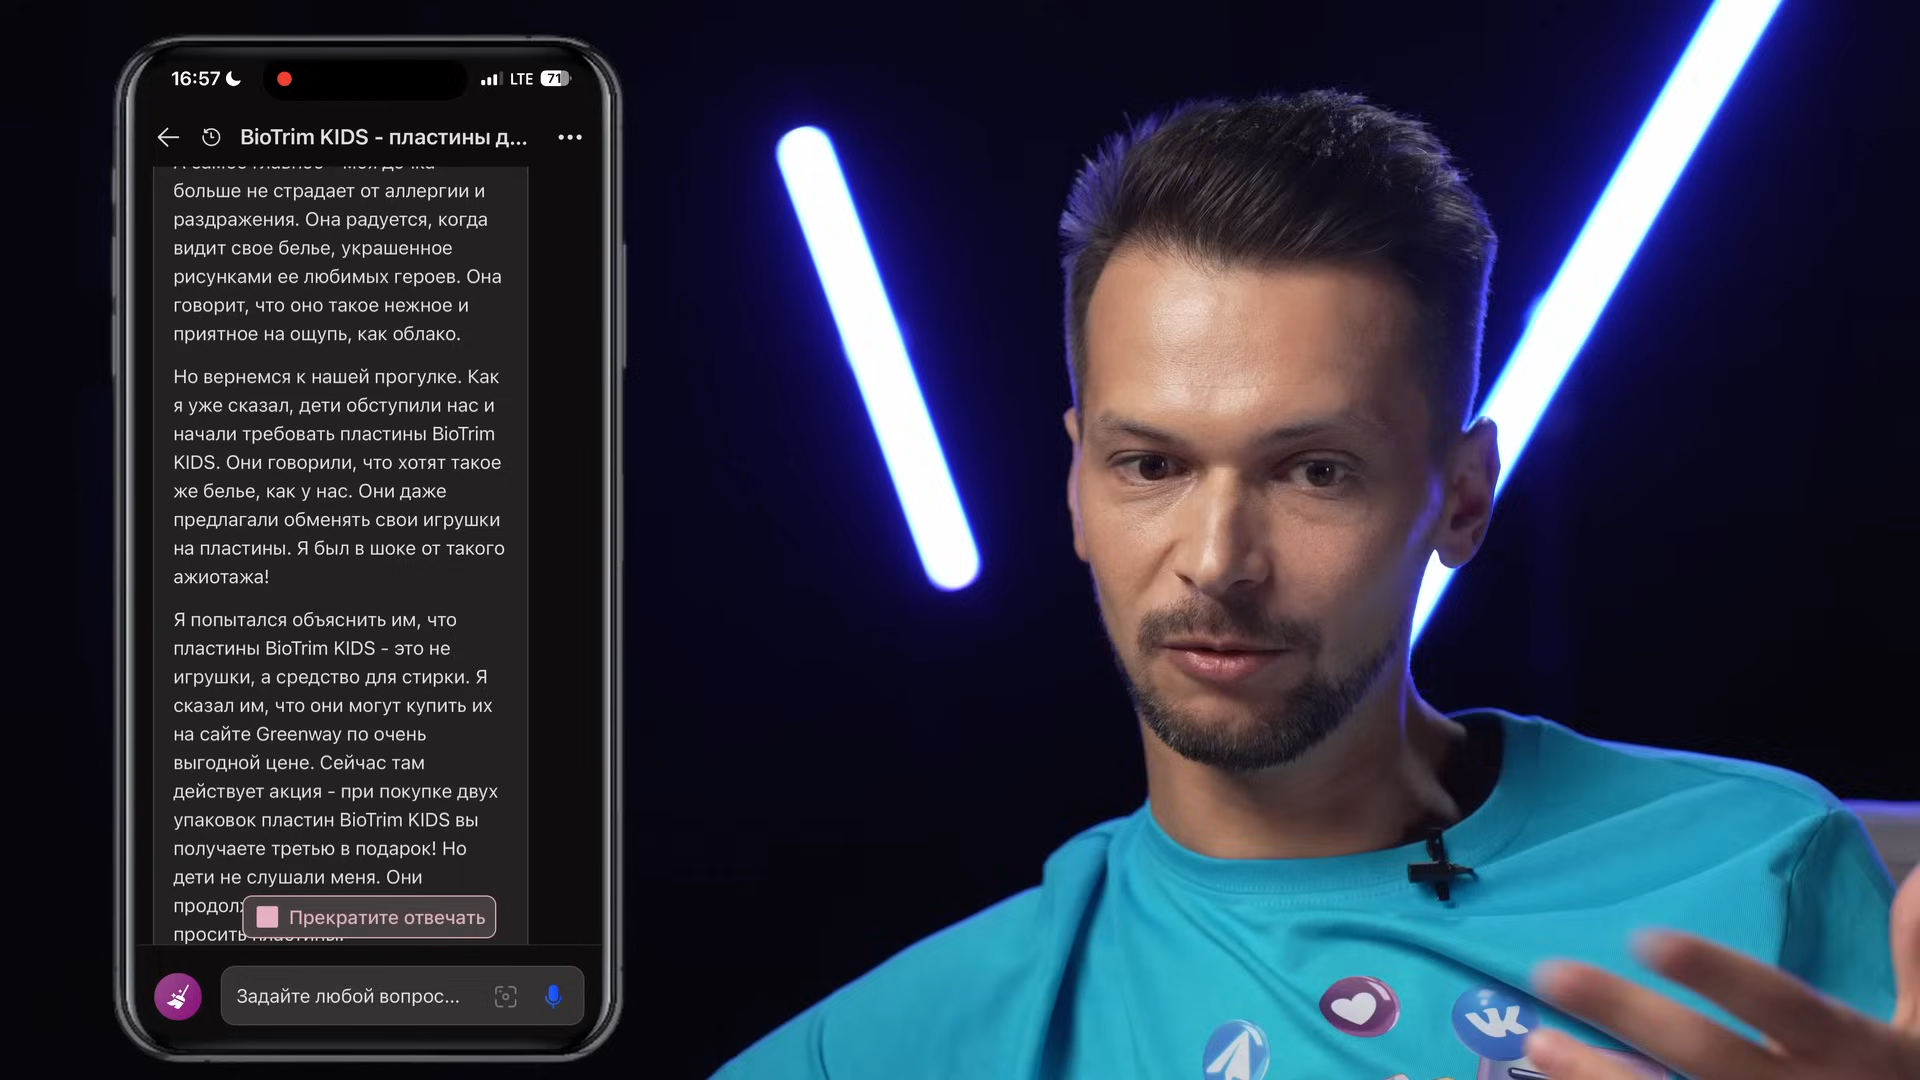 16:57
LTE
71
BioTrim KIDS - пластины д...
больше не страдает от аллергии и
раздражения. Она радуется, когда
видит свое белье, украшенное
рисунками ее любимых героев. Она
говорит, что оно такое нежное и
приятное на ощупь, как облако.
Но вернемся к нашей прогулке. Как
я уже сказал, дети обступили нас и
начали требовать пластины BioTrim
KIDS. Они говорили, что хотят такое
же белье, как у нас. Они даже
предлагали обменять свои игрушки
на пластины. Я был в шоке от такого
ажиотажа!
Я попытался объяснить им, что
пластины BioTrim KIDS - это не
игрушки, а средство для стирки. Я
сказал им, что они могут купить их
на сайте Greenway по очень
выгодной цене. Сейчас там
действует акция - при покупке двух
упаковок пластин BioTrim KIDS вы
получаете третью в подарок! Но
дети не слушали меня. Они
Прекратите отвечать
просить
Задайте любой вопрос...